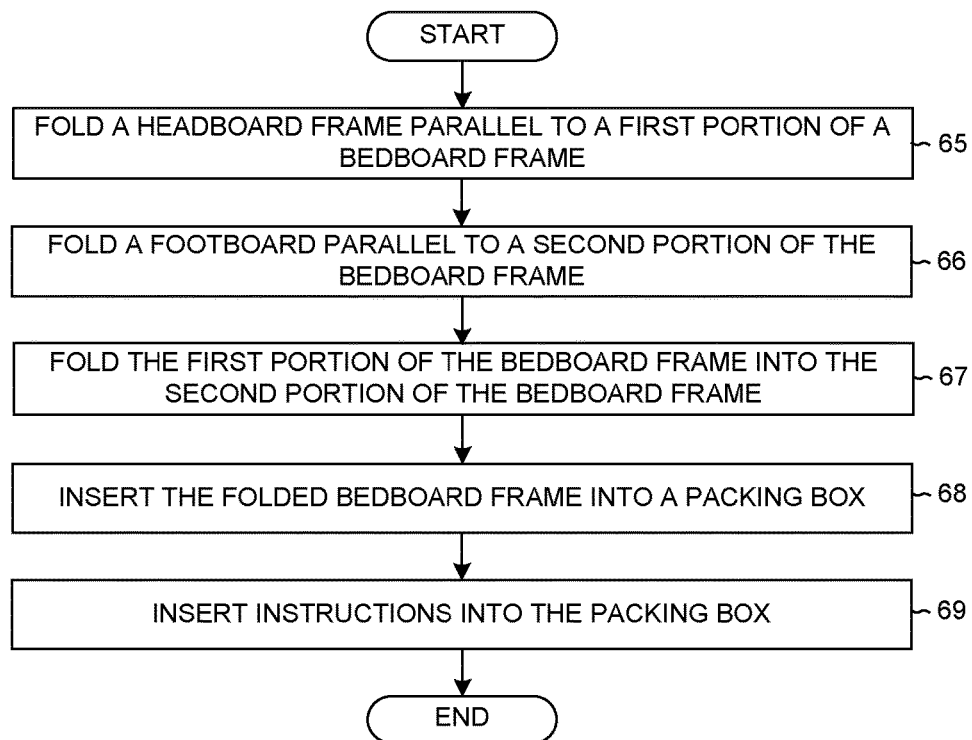 START
FOLD A HEADBOARD FRAME PARALLEL TO A FIRST PORTION OF A
BEDBOARD FRAME
65
FOLD A FOOTBOARD PARALLEL TO A SECOND PORTION OF THE
BEDBOARD FRAME
66
FOLD THE FIRST PORTION OF THE BEDBOARD FRAME INTO THE
SECOND PORTION OF THE BEDBOARD FRAME
67
INSERT THE FOLDED BEDBOARD FRAME INTO A PACKING BOX
68
INSERT INSTRUCTIONS INTO THE PACKING BOX
69
END